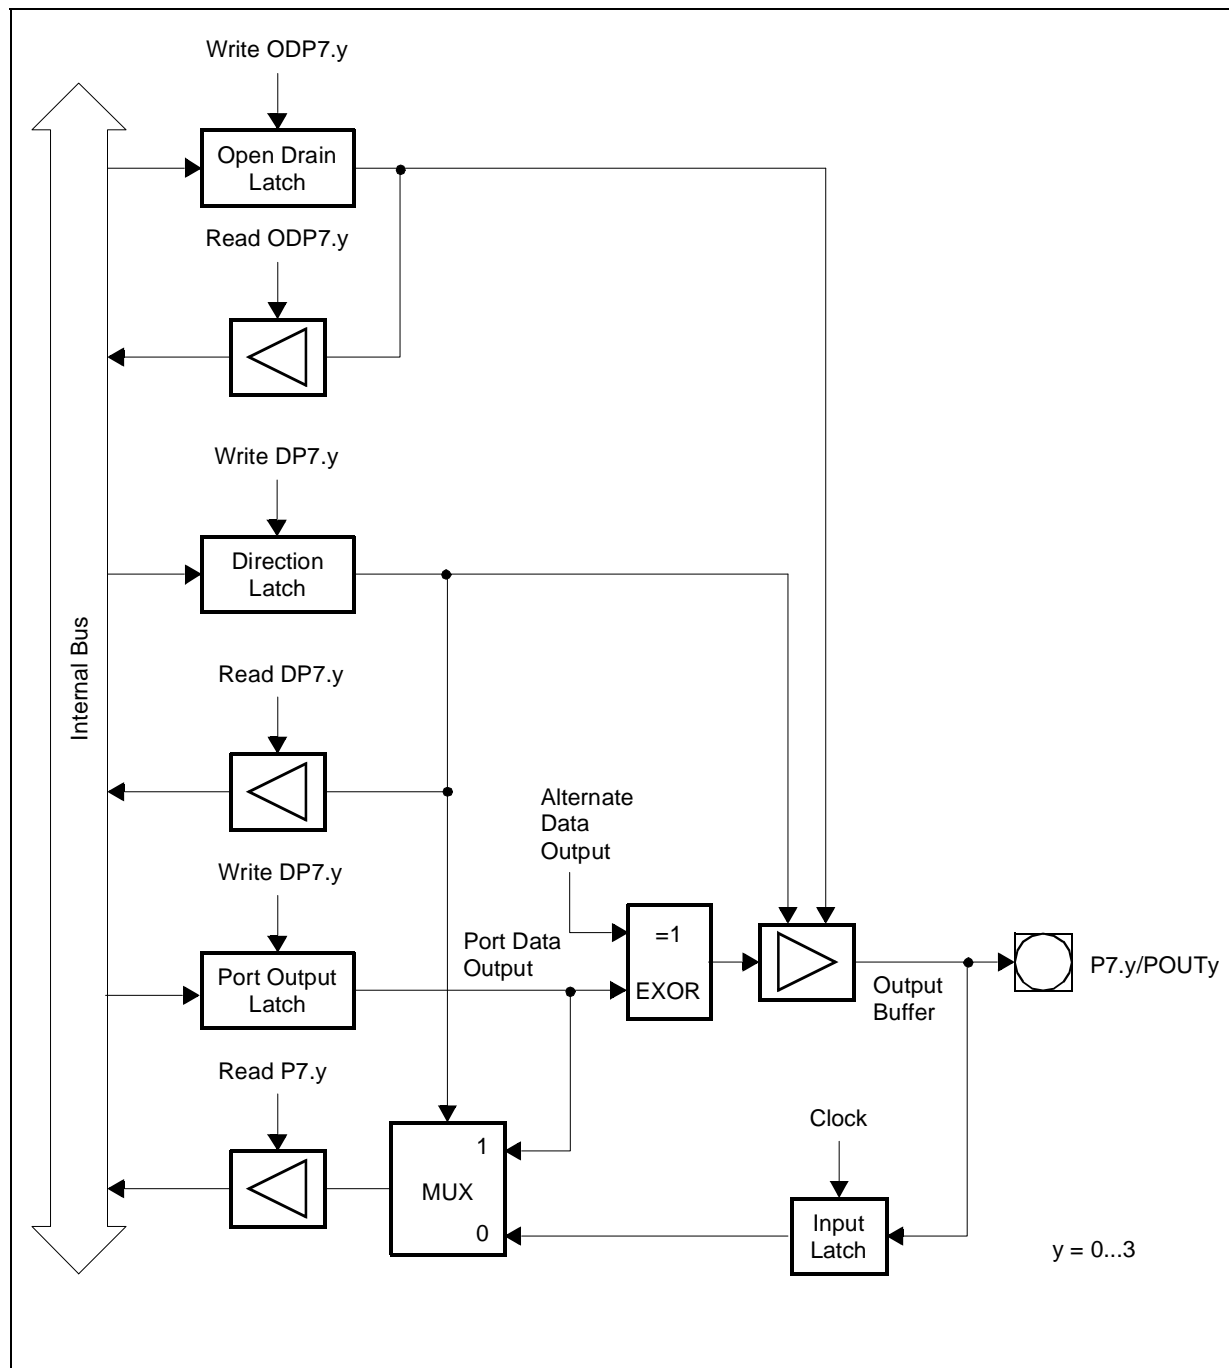 Write ODP7.y
Open Drain
Latch
Read ODP7.y
Write DP7.y
Direction
Latch
Internal Bus
Read DP7.y
Alternate
Data
Output
Write DP7.y
=1
EXOR
Port Data
Output
Port Output
Latch
Output
Buffer
P7.y/POUTy
Read P7.y
1
MUX
0
Clock
Input
Latch
y = 0...3